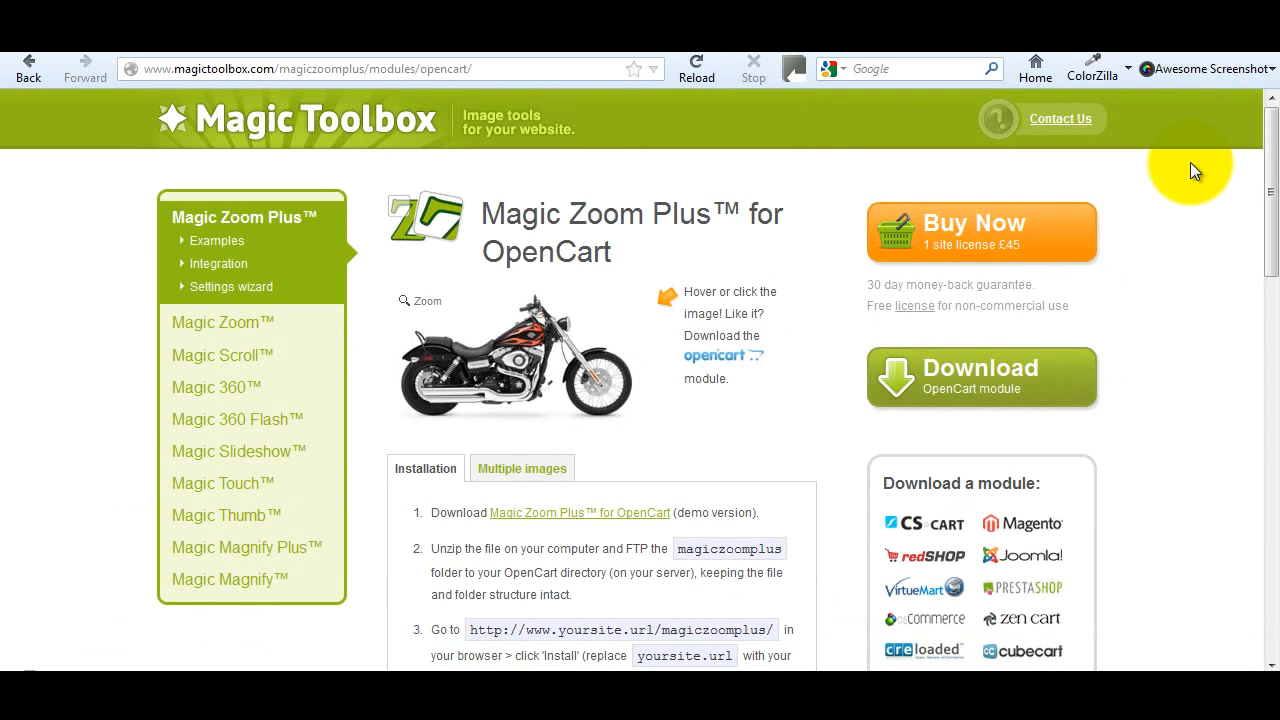 Back
Forward
www.magictoolbox.com/magiczoomplus/modules/opencart/
Reload
Stop
Google
Home
ColorZilla
Awesome Screenshot
Magic Toolbox
Image tools
for your website.
Contact Us
Magic Zoom Plus™
Examples
Integration
Settings wizard
Magic Zoom™
Magic Scroll™
Magic 360™
Magic 360 Flash™
Magic Slideshow™
Magic Touch™
Magic Thumb™
Magic Magnify Plus™
Magic Magnify™
Magic Zoom Plus™ for
OpenCart
Zoom
Hover or click the
image! Like it?
Download the
opencart
module.
Installation
Multiple images
1. Download Magic Zoom Plus™ for OpenCart (demo version).
2. Unzip the file on your computer and FTP the magiczoomplus
folder to your OpenCart directory (on your server), keeping the file
and folder structure intact.
3. Go to http://www.yoursite.url/magiczoomplus/ in
your browser > click 'Install' (replace yoursite.url with your
Buy Now
1 site license £45
30 day money-back guarantee.
Free license for non-commercial use
Download
OpenCart module
Download a module:
CS CART
Magento
redSHOP
Joomla!
VirtueMart
PRESTASHOP
osCommerce
zen cart
creloaded
cubecart